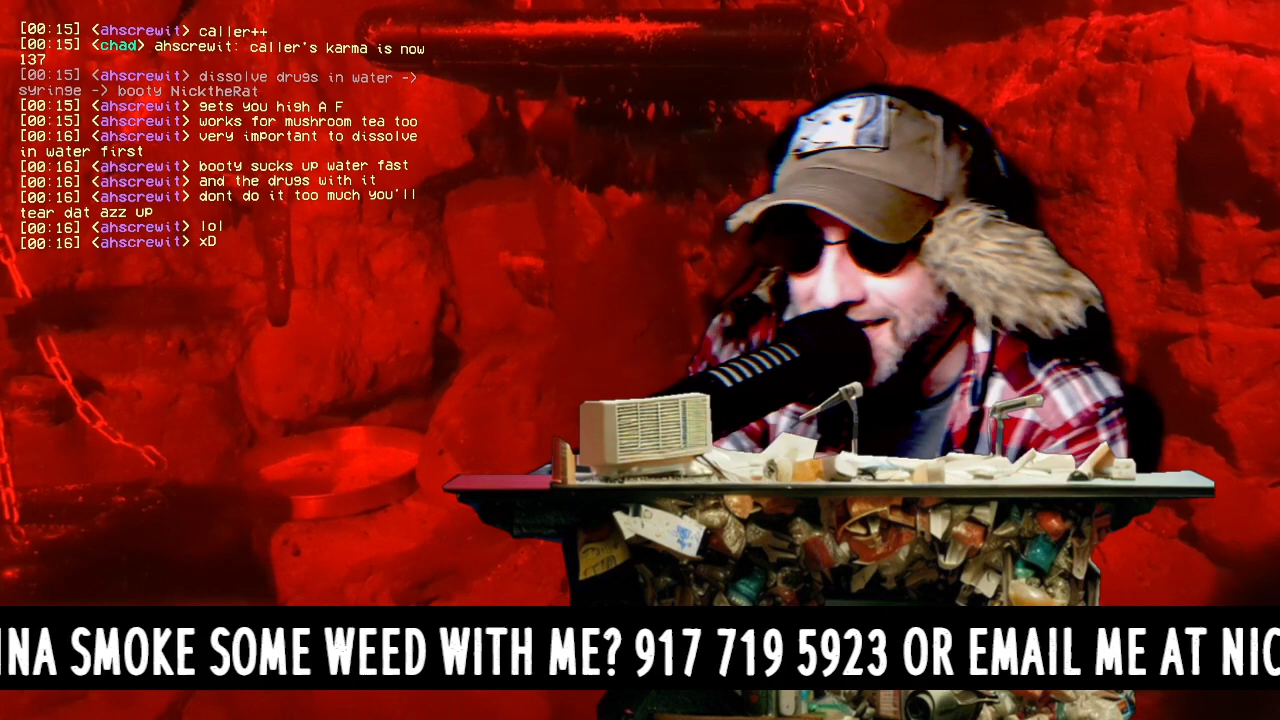 [00:15] <ahscrewit> caller++
[00:15] <chad> ahscrewit: caller's karma is now
137
[00:15] <ahscrewit> dissolve drugs in water ->
syringe -> booty NicktheRat
[00:15] <ahscrewit> gets you high A F
[00:15] <ahscrewit> works for mushroom tea too
[00:16] <ahscrewit> very important to dissolve
in water first
[00:16] <ahscrewit> booty sucks up water fast
[00:16] <ahscrewit> and the drugs with it
[00:16] <ahscrewit> dont do it too much you'll
tear dat azz up
[00:16] <ahscrewit> lol
[00:16] <ahscrewit> xD
NNA SMOKE SOME WEED WITH ME? 917 719 5923 OR EMAIL ME AT NIC